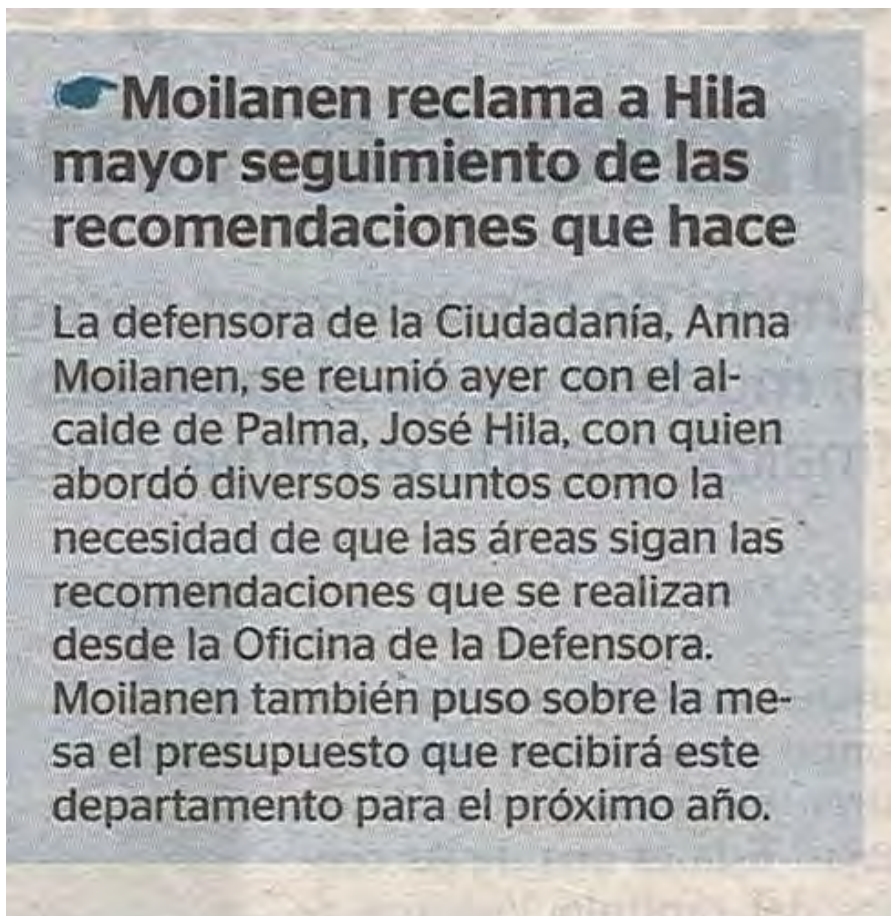 Moilanen reclama a Hila
mayor seguimiento de las
recomendaciones que hace
La defensora de la Ciudadanía, Anna
Moilanen, se reunió ayer con el al-
calde de Palma, José Hila, con quien
abordó diversos asuntos como la
necesidad de que las áreas sigan las
recomendaciones que se realizan
desde la Oficina de la Defensora.
Moilanen también puso sobre la me-
sa el presupuesto que recibirá este
departamento para el próximo año.